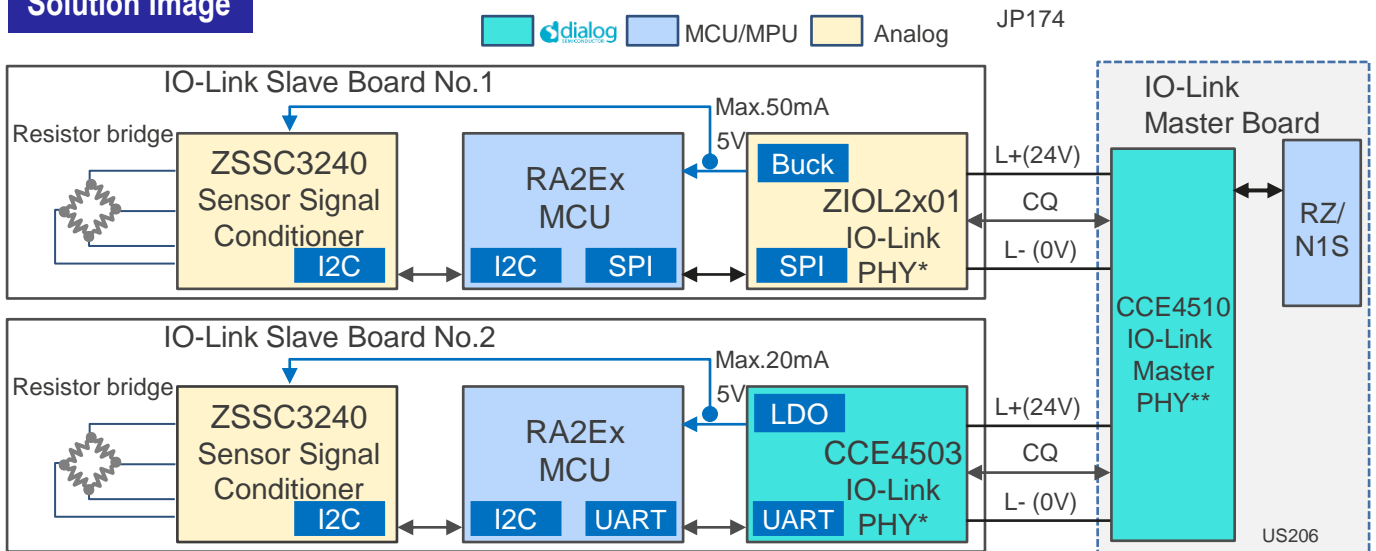 Solution Image
dialog
SEMICONDUCTOR
MCU/MPU
Analog
JP174
IO-Link Slave Board No.1
Resistor bridge
ZSSC3240
Sensor Signal
Conditioner
I2C
RA2Ex
MCU
I2C
SPI
Max.50mA
5V
Buck
ZIOL2x01
IO-Link
PHY*
SPI
L+(24V)
CQ
L- (0V)
IO-Link Slave Board No.2
Resistor bridge
ZSSC3240
Sensor Signal
Conditioner
I2C
RA2Ex
MCU
I2C
UART
Max.20mA
5V
LDO
CCE4503
IO-Link
PHY*
UART
L+(24V)
CQ
L- (0V)
IO-Link
Master Board
CCE4510
IO-Link
Master
PHY**
RZ/
N1S
US206